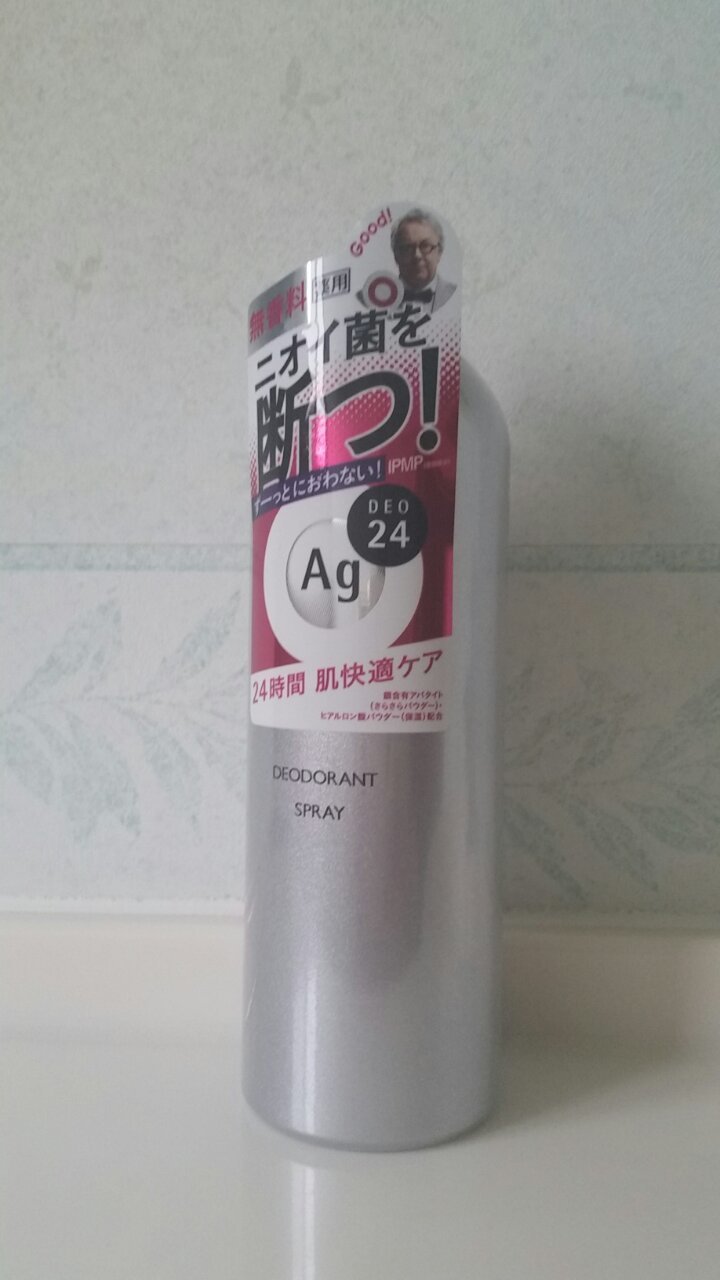 Good!
無香料 薬用
ニオイ菌を
断つ!
ずーっとにおわない! IPMP
DEO
24
Ag
24時間 肌快適ケア
銀含有アパタイト
(さらさらパウダー)・
ヒアルロン酸パウダー(保湿)配合
DEODORANT
SPRAY